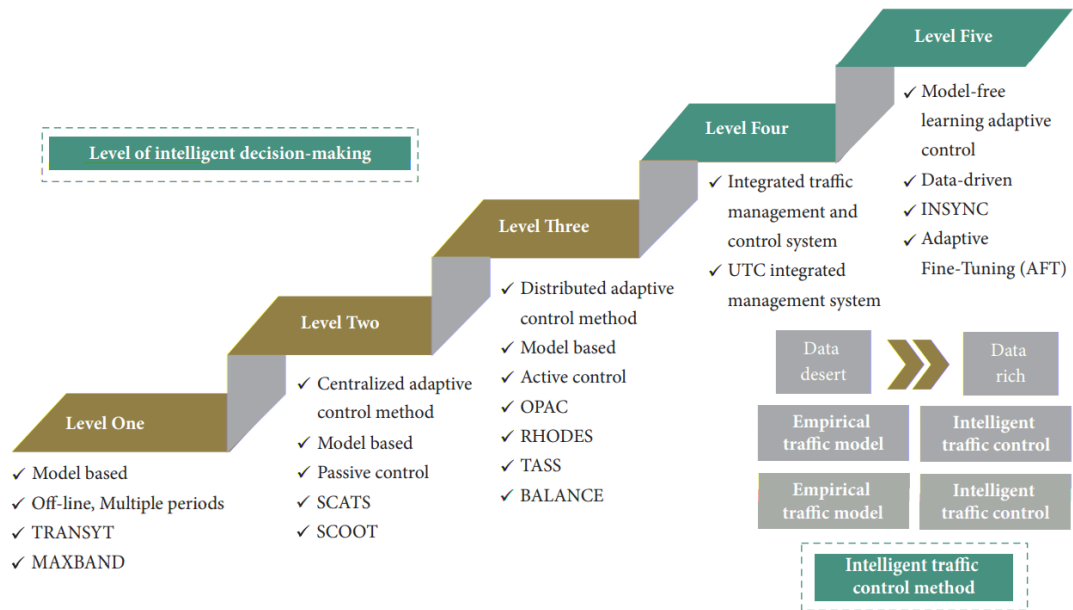 Level of intelligent decision-making
Level One
✓ Model based
✓ Off-line, Multiple periods
✓ TRANSYT
✓ MAXBAND
Level Two
✓ Centralized adaptive
control method
✓ Model based
✓ Passive control
✓ SCATS
✓ SCOOT
Level Three
✓ Distributed adaptive
control method
✓ Model based
✓ Active control
✓ OPAC
✓ RHODES
✓ TASS
✓ BALANCE
Level Four
✓ Integrated traffic
management and
control system
✓ UTC integrated
management system
Level Five
✓ Model-free
learning adaptive
control
✓ Data-driven
✓ INSYNC
✓ Adaptive
Fine-Tuning (AFT)
Data
desert
Data
rich
Empirical
traffic model
Intelligent
traffic control
Empirical
traffic model
Intelligent
traffic control
Intelligent traffic
control method